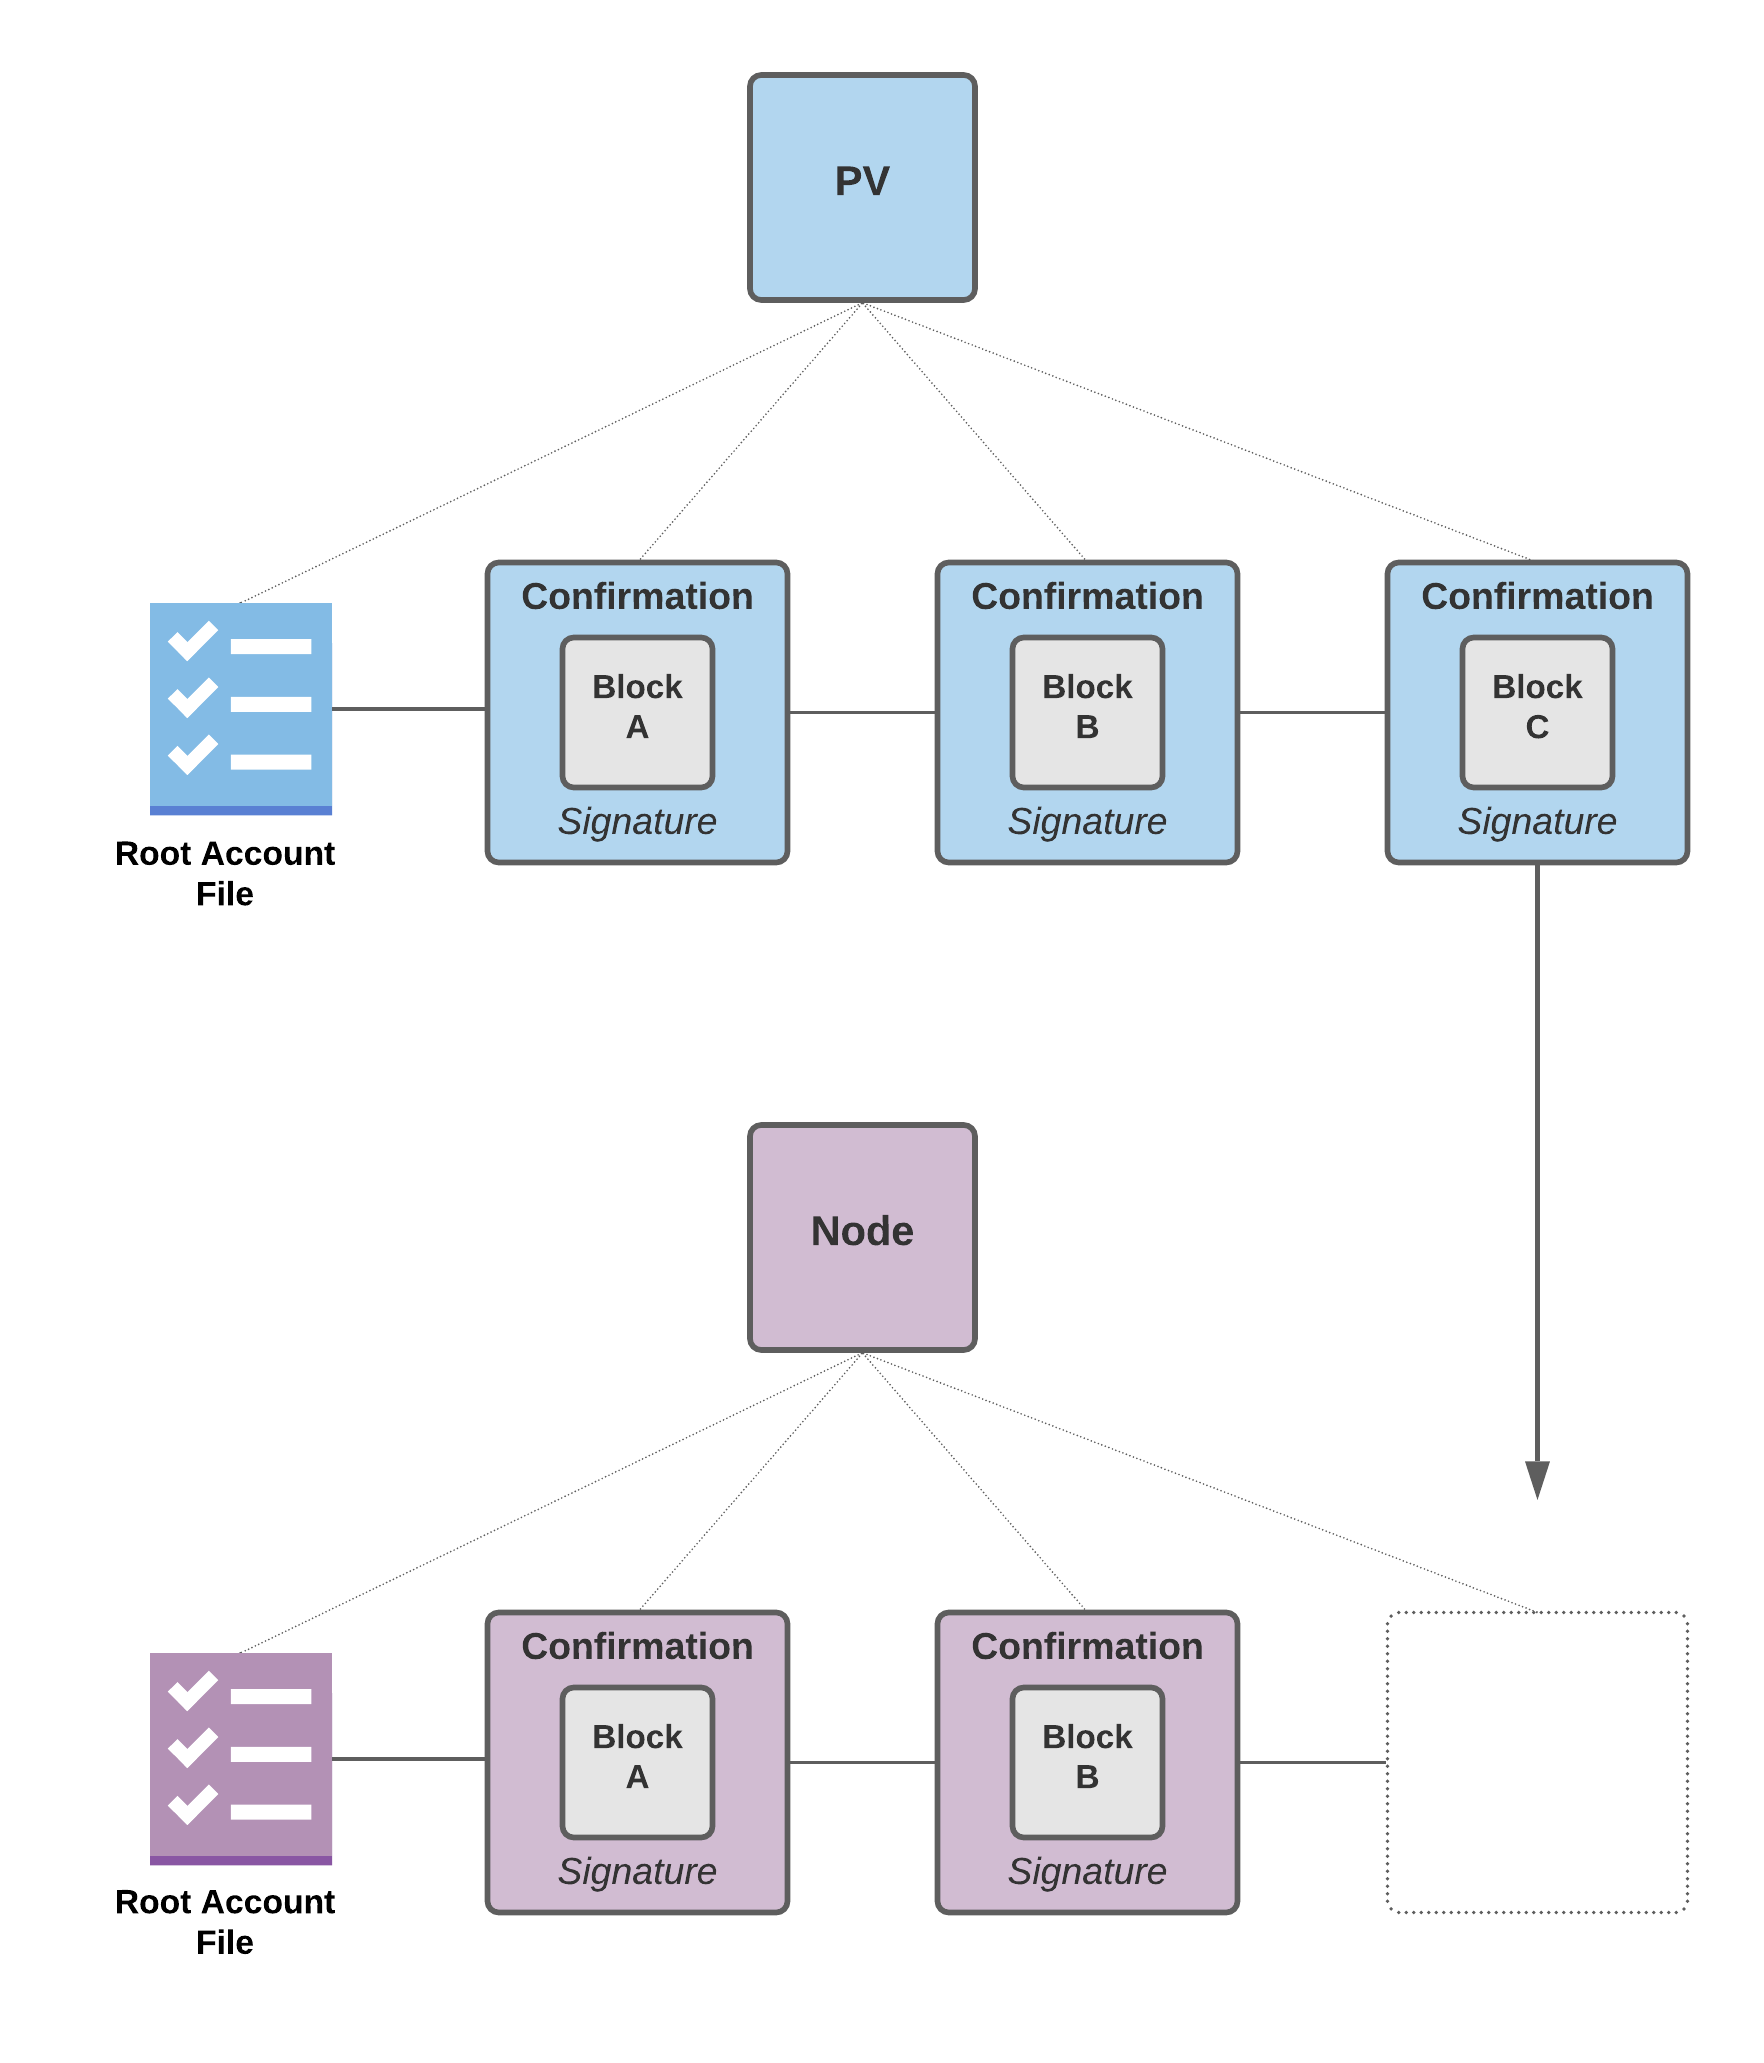 PV
Confirmation
Block
A
Signature
Confirmation
Block
B
Signature
Confirmation
Block
C
Signature
Root Account
File
Node
Confirmation
Block
A
Signature
Confirmation
Block
B
Signature
Root Account
File